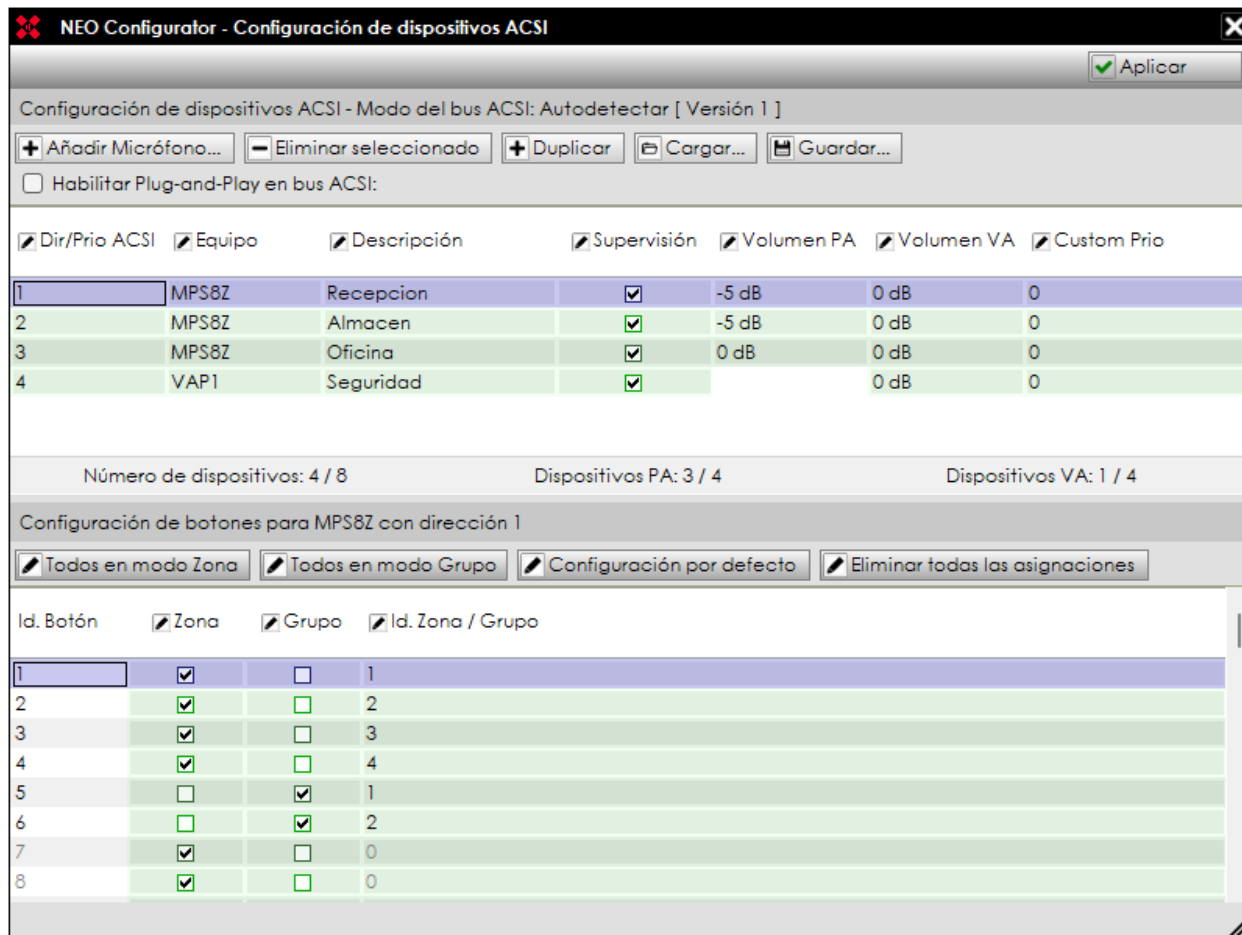 NEO Configurator - Configuración de dispositivos ACSI
Aplicar
Configuración de dispositivos ACSI - Modo del bus ACSI: Autodetectar [ Versión 1 ]
Añadir Micrófono... Eliminar seleccionado Duplicar Cargar... Guardar...
Habilitar Plug-and-Play en bus ACSI:
Dir/Prio ACSI Equipo Descripción Supervisión Volumen PA Volumen VA Custom Prio
1 MPS8Z Recepcion -5 dB 0 dB 0
2 MPS8Z Almacen -5 dB 0 dB 0
3 MPS8Z Oficina 0 dB 0 dB 0
4 VAP1 Seguridad 0 dB 0
Número de dispositivos: 4 / 8 Dispositivos PA: 3 / 4 Dispositivos VA: 1 / 4
Configuración de botones para MPS8Z con dirección 1
Todos en modo Zona Todos en modo Grupo Configuración por defecto Eliminar todas las asignaciones
Id. Botón Zona Grupo Id. Zona / Grupo
1 1
2 2
3 3
4 4
5 1
6 2
7 0
8 0